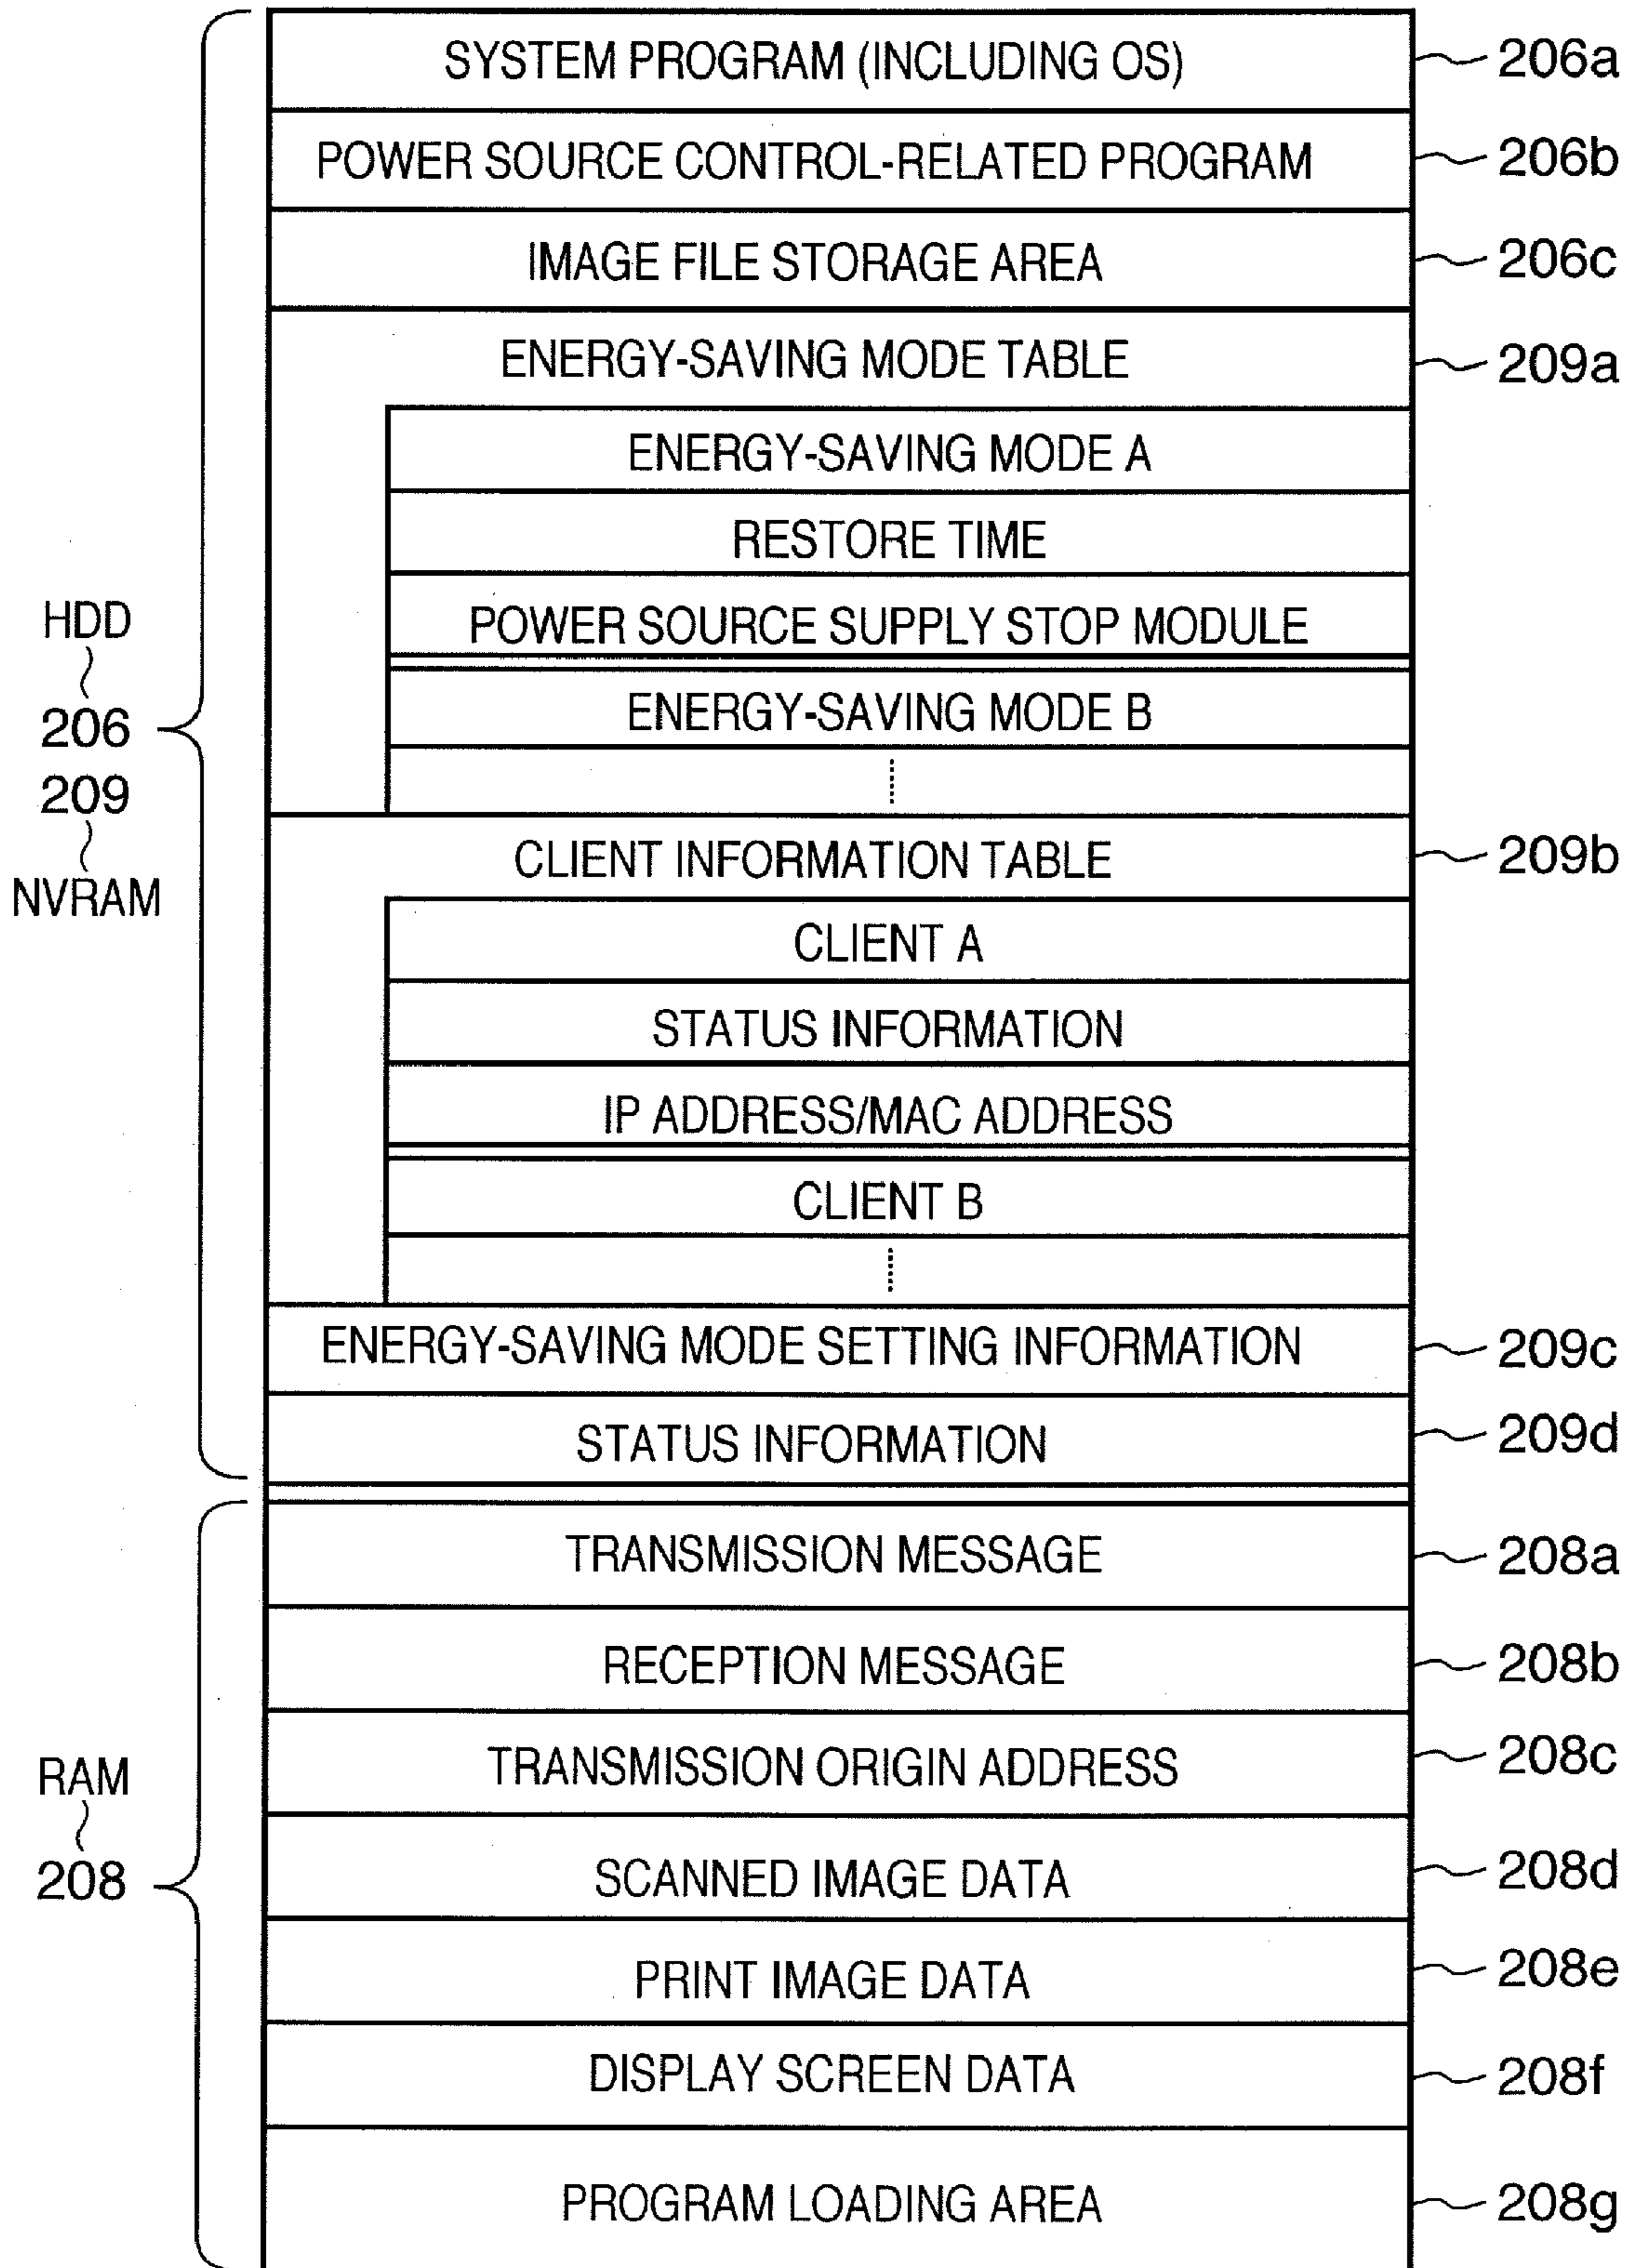 SYSTEM PROGRAM (INCLUDING OS)
206a
POWER SOURCE CONTROL-RELATED PROGRAM
206b
IMAGE FILE STORAGE AREA
206c
ENERGY-SAVING MODE TABLE
209a
ENERGY-SAVING MODE A
RESTORE TIME
POWER SOURCE SUPPLY STOP MODULE
ENERGY-SAVING MODE B
HDD
206
209
NVRAM
CLIENT INFORMATION TABLE
209b
CLIENT A
STATUS INFORMATION
IP ADDRESS/MAC ADDRESS
CLIENT B
ENERGY-SAVING MODE SETTING INFORMATION
209c
STATUS INFORMATION
209d
TRANSMISSION MESSAGE
208a
RECEPTION MESSAGE
208b
TRANSMISSION ORIGIN ADDRESS
208c
RAM
208
SCANNED IMAGE DATA
208d
PRINT IMAGE DATA
208e
DISPLAY SCREEN DATA
208f
PROGRAM LOADING AREA
208g